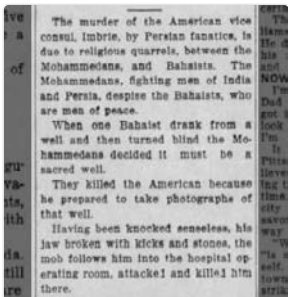 The murder of the American vice
consul, Imbrie, by Persian fanatics, is
due to religious quarrels, between the
Mohammedans, and Bahaists. The
Mohammedans, fighting men of India
and Persia, despise the Bahaists, who
are men of peace.
When one Bahaist drank from a
well and then turned blind the Mo-
hammedans decided it must be a
sacred well.
They killed the American because
he prepared to take photographs of
that well.
Having been knocked senseless, his
jaw broken with kicks and stones, the
mob follows him into the hospital op-
erating room, attacked and killed him
there.